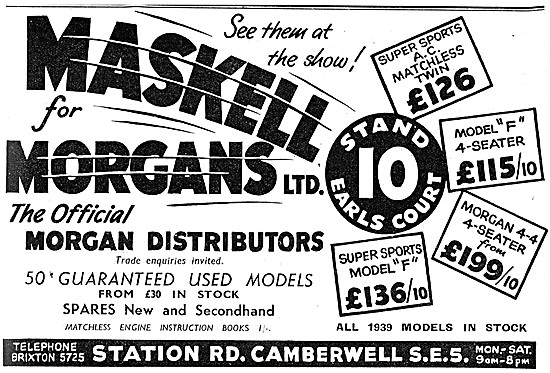 See them at
the show!
MASKELL
for
MORGANS LTD.
The Official
MORGAN DISTRIBUTORS
Trade enquiries invited.
50 GUARANTEED USED MODELS
FROM £30 IN STOCK
SPARES New and Secondhand
MATCHLESS ENGINE INSTRUCTION BOOKS 1/-.
SUPER SPORTS
A.C.
MATCHLESS
TWIN
£126
STAND
10
EARLS COURT
MODEL "F"
4-SEATER
£115/10
MORGAN 4-4
4-SEATER
from
£199/10
SUPER SPORTS
MODEL "F"
£136/10
ALL 1939 MODELS IN STOCK
TELEPHONE
BRIXTON 5725
STATION RD. CAMBERWELL S.E.5.
MON.-SAT.
9am-8pm